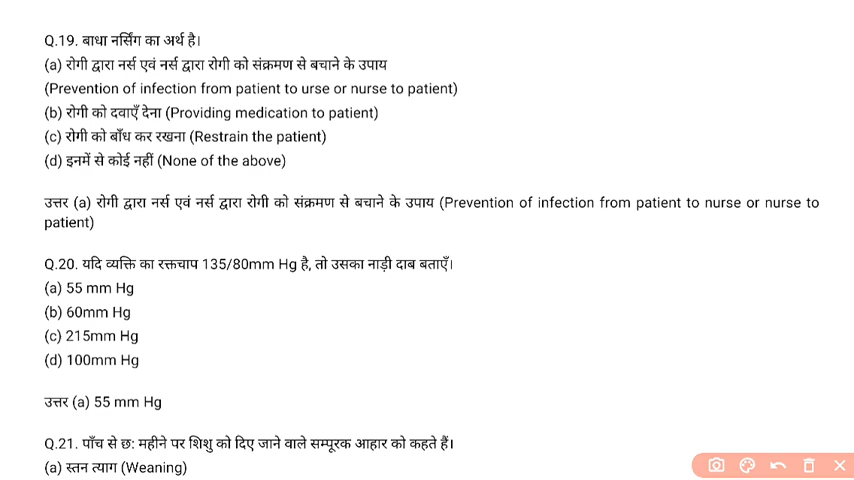 Q.19. बाधा नर्सिंग का अर्थ है।
(a) रोगी द्वारा नर्स एवं नर्स द्वारा रोगी को संक्रमण से बचाने के उपाय
(Prevention of infection from patient to urse or nurse to patient)
(b) रोगी को दवाएँ देना (Providing medication to patient)
(c) रोगी को बाँध कर रखना (Restrain the patient)
(d) इनमें से कोई नहीं (None of the above)
उत्तर (a) रोगी द्वारा नर्स एवं नर्स द्वारा रोगी को संक्रमण से बचाने के उपाय (Prevention of infection from patient to nurse or nurse to
patient)
Q.20. यदि व्यक्ति का रक्तचाप 135/80mm Hg है, तो उसका नाड़ी दाब बताएँ।
(a) 55 mm Hg
(b) 60mm Hg
(c) 215mm Hg
(d) 100mm Hg
उत्तर (a) 55 mm Hg
Q.21. पाँच से छ: महीने पर शिशु को दिए जाने वाले सम्पूरक आहार को कहते हैं।
(a) स्तन त्याग (Weaning)